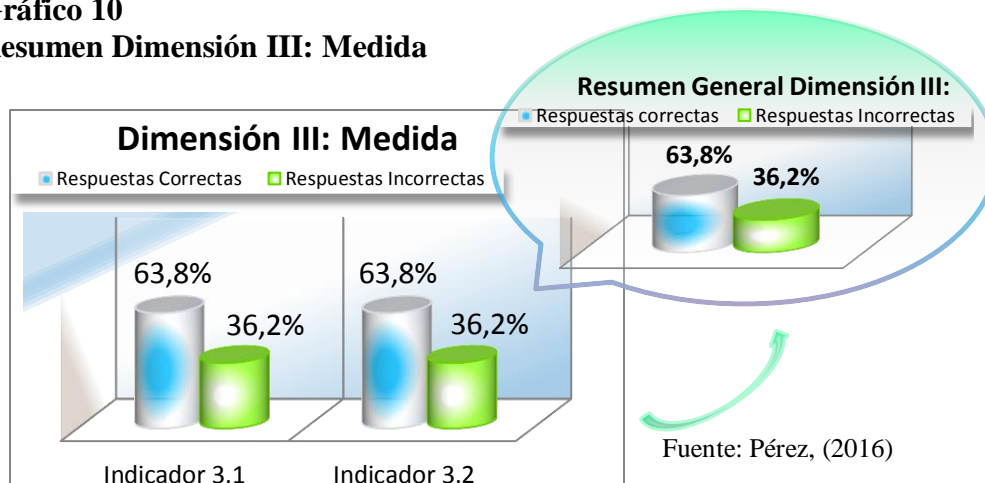 Gráfico 10
Resumen Dimensión III: Medida
Resumen General Dimensión III:
Respuestas correctas Respuestas Incorrectas
63,8%
36,2%
Dimensión III: Medida
Respuestas Correctas Respuestas Incorrectas
63,8% 63,8%
36,2% 36,2%
Indicador 3.1 Indicador 3.2
Fuente: Pérez, (2016)